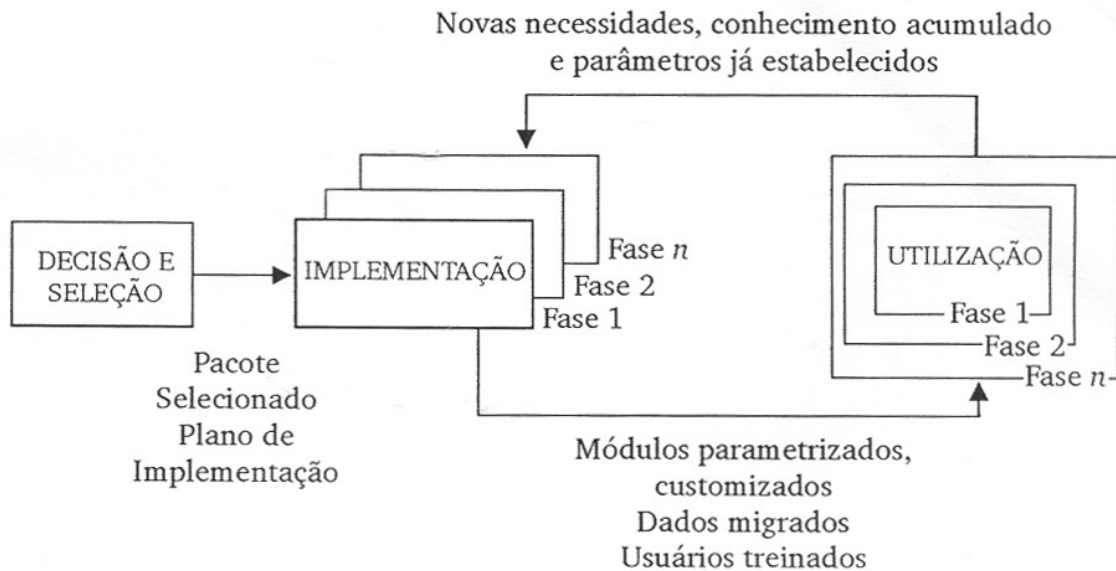 Novas necessidades, conhecimento acumulado
e parâmetros já estabelecidos
DECISÃO E
SELEÇÃO
IMPLEMENTAÇÃO
Fase n
Fase 2
Fase 1
UTILIZAÇÃO
Fase 1
Fase 2
Fase n
Pacote
Selecionado
Plano de
Implementação
Módulos parametrizados,
customizados
Dados migrados
Usuários treinados